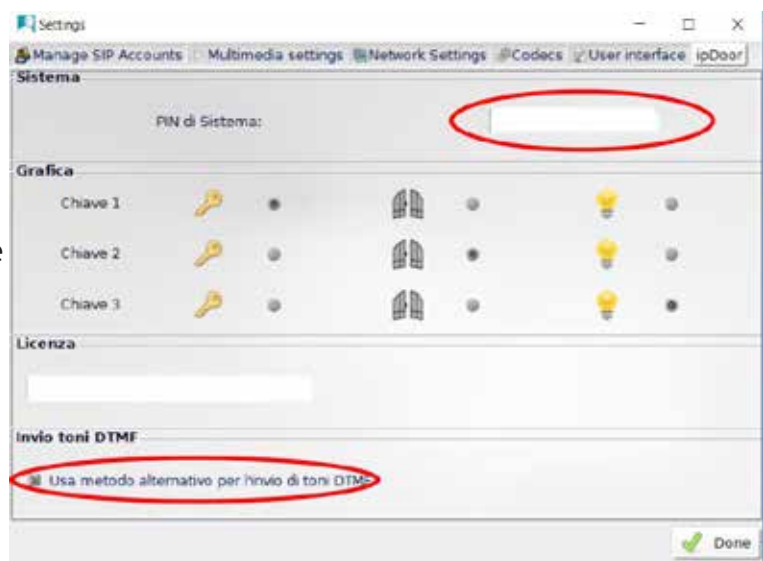 Settings
Manage SIP Accounts Multimedia settings Network Settings Codecs User interface ipDoor
Sistema
PIN di Sistema:
Grafica
Chiave 1
e
Chiave 2
Chiave 3
Licenza
Invio toni DTMF
Usa metodo alternativo per l'invio di toni DTMF
Done